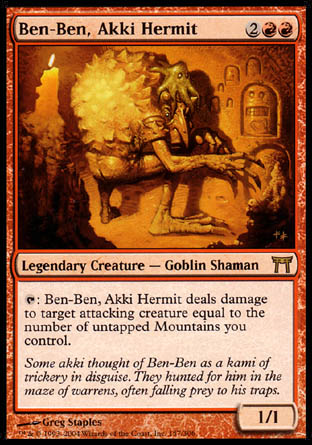 Ben-Ben, Akki Hermit 2
Legendary Creature — Goblin Shaman
: Ben-Ben, Akki Hermit deals damage
to target attacking creature equal to the
number of untapped Mountains you
control.
Some akki thought of Ben-Ben as a kami of
trickery in disguise. They hunted for him in the
maze of warrens, often falling prey to his traps.
Greg Staples
1/1